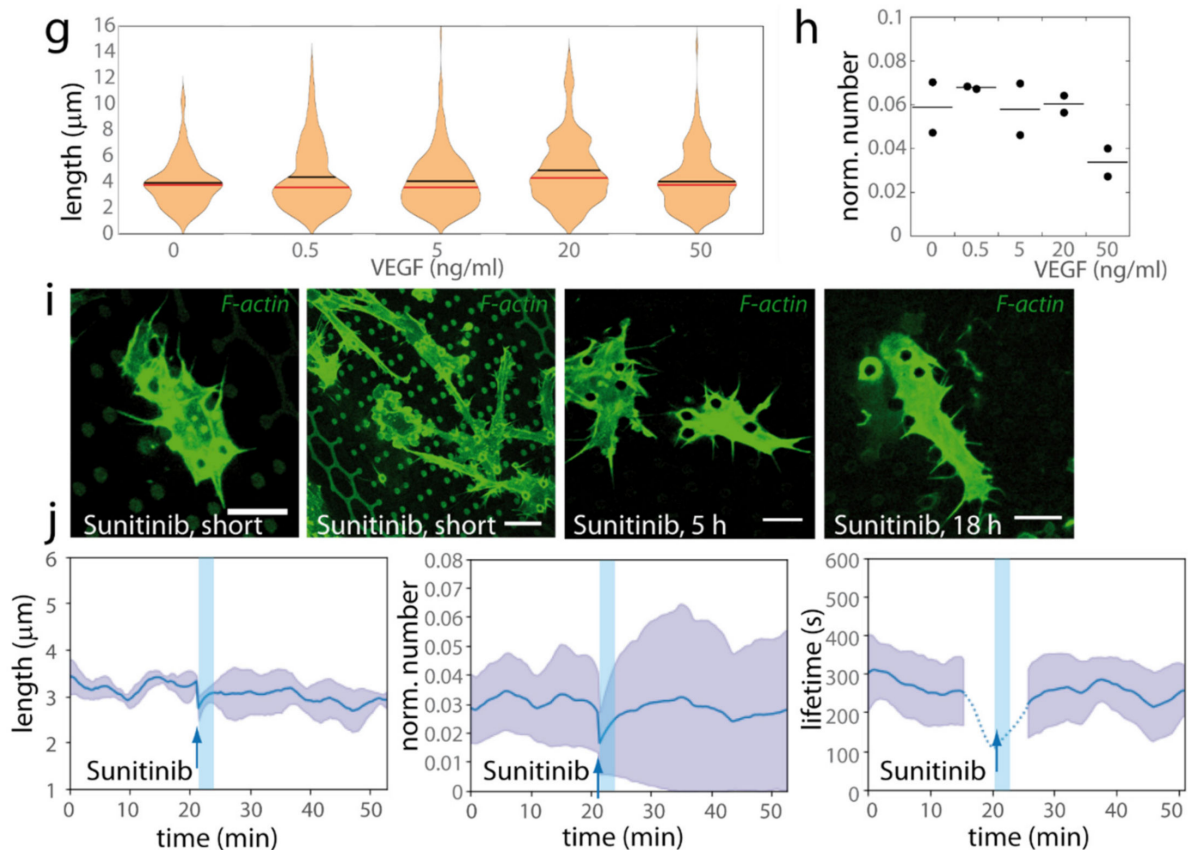 g
length (µm)
16
14
12
10
8
6
4
2
0
0 0.5 5 20 50
VEGF (ng/ml)
h
norm. number
0.1
0.08
0.06
0.04
0.02
0
0 0.5 5 20 50
VEGF (ng/ml)
i
F-actin
Sunitinib, short
F-actin
Sunitinib, short
F-actin
Sunitinib, 5 h
F-actin
Sunitinib, 18 h
j
length (µm)
6
5
4
3
2
1
Sunitinib
0 10 20 30 40 50
time (min)
norm. number
0.08
0.07
0.06
0.05
0.04
0.03
0.02
0.01
0
Sunitinib
0 10 20 30 40 50
time (min)
lifetime (s)
600
500
400
300
200
100
0
Sunitinib
0 10 20 30 40 50
time (min)